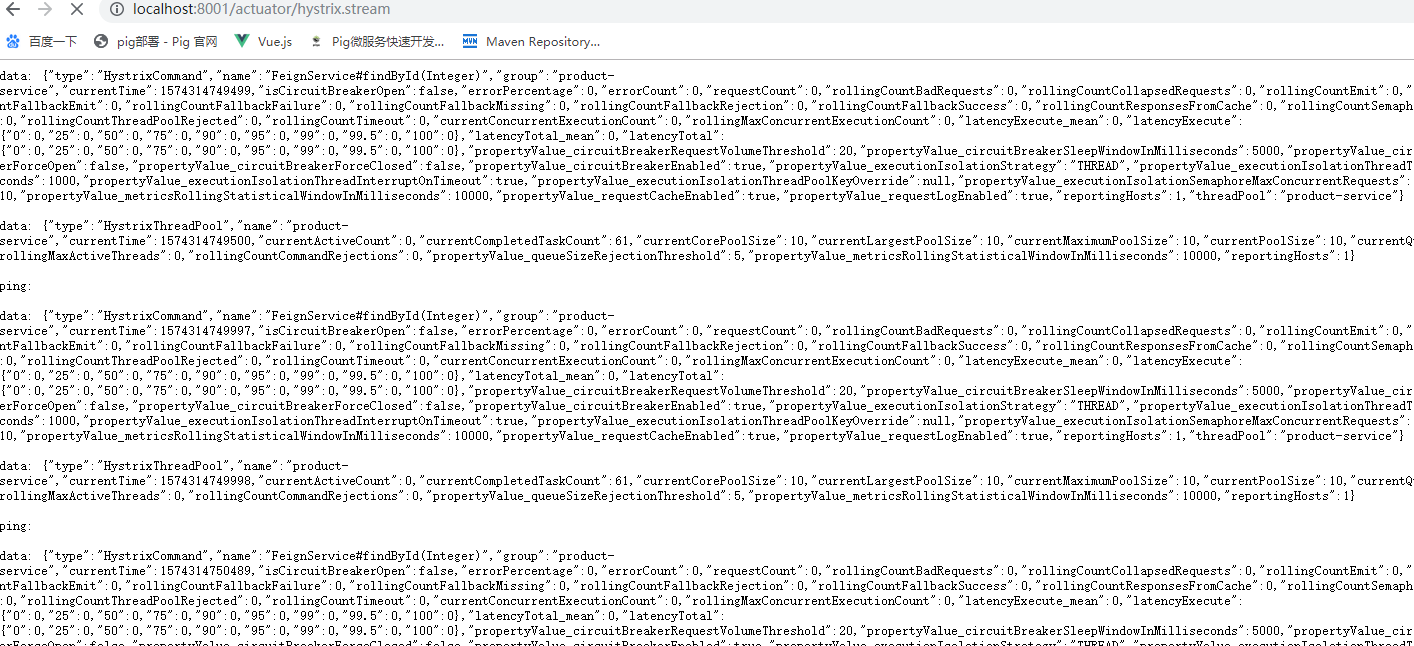 localhost:8001/actuator/hystrix.stream
百度一下 pig部署 - Pig 官网 Vue.js Pig微服务快速开发... Maven Repository...
data: {"type":"HystrixCommand","name":"FeignService#findById(Integer)","group":"product-
service","currentTime":1574314749499,"isCircuitBreakerOpen":false,"errorPercentage":0,"errorCount":0,"requestCount":0,"rollingCountBadRequests":0,"rollingCountCollapsedRequests":0,"rollingCountEmit":0,"
ntFallbackEmit":0,"rollingCountFallbackFailure":0,"rollingCountFallbackMissing":0,"rollingCountFallbackRejection":0,"rollingCountFallbackSuccess":0,"rollingCountResponsesFromCache":0,"rollingCountSemaph
:0,"rollingCountThreadPoolRejected":0,"rollingCountTimeout":0,"currentConcurrentExecutionCount":0,"rollingMaxConcurrentExecutionCount":0,"latencyExecute_mean":0,"latencyExecute":
{"0":0,"25":0,"50":0,"75":0,"90":0,"95":0,"99":0,"99.5":0,"100":0},"latencyTotal_mean":0,"latencyTotal":
{"0":0,"25":0,"50":0,"75":0,"90":0,"95":0,"99":0,"99.5":0,"100":0},"propertyValue_circuitBreakerRequestVolumeThreshold":20,"propertyValue_circuitBreakerSleepWindowInMilliseconds":5000,"propertyValue_cir
erForceOpen":false,"propertyValue_circuitBreakerForceClosed":false,"propertyValue_circuitBreakerEnabled":true,"propertyValue_executionIsolationStrategy":"THREAD","propertyValue_executionIsolationThreadT
conds":1000,"propertyValue_executionIsolationThreadInterruptOnTimeout":true,"propertyValue_executionIsolationThreadPoolKeyOverride":null,"propertyValue_executionIsolationSemaphoreMaxConcurrentRequests":
10,"propertyValue_metricsRollingStatisticalWindowInMilliseconds":10000,"propertyValue_requestCacheEnabled":true,"propertyValue_requestLogEnabled":true,"reportingHosts":1,"threadPool":"product-service"}
data: {"type":"HystrixThreadPool","name":"product-
service","currentTime":1574314749500,"currentActiveCount":0,"currentCompletedTaskCount":61,"currentCorePoolSize":10,"currentLargestPoolSize":10,"currentMaximumPoolSize":10,"currentPoolSize":10,"currentQ
rollingMaxActiveThreads":0,"rollingCountCommandRejections":0,"propertyValue_queueSizeRejectionThreshold":5,"propertyValue_metricsRollingStatisticalWindowInMilliseconds":10000,"reportingHosts":1}
ping:
data: {"type":"HystrixCommand","name":"FeignService#findById(Integer)","group":"product-
service","currentTime":1574314749997,"isCircuitBreakerOpen":false,"errorPercentage":0,"errorCount":0,"requestCount":0,"rollingCountBadRequests":0,"rollingCountCollapsedRequests":0,"rollingCountEmit":0,"
ntFallbackEmit":0,"rollingCountFallbackFailure":0,"rollingCountFallbackMissing":0,"rollingCountFallbackRejection":0,"rollingCountFallbackSuccess":0,"rollingCountResponsesFromCache":0,"rollingCountSemaph
:0,"rollingCountThreadPoolRejected":0,"rollingCountTimeout":0,"currentConcurrentExecutionCount":0,"rollingMaxConcurrentExecutionCount":0,"latencyExecute_mean":0,"latencyExecute":
{"0":0,"25":0,"50":0,"75":0,"90":0,"95":0,"99":0,"99.5":0,"100":0},"latencyTotal_mean":0,"latencyTotal":
{"0":0,"25":0,"50":0,"75":0,"90":0,"95":0,"99":0,"99.5":0,"100":0},"propertyValue_circuitBreakerRequestVolumeThreshold":20,"propertyValue_circuitBreakerSleepWindowInMilliseconds":5000,"propertyValue_cir
erForceOpen":false,"propertyValue_circuitBreakerForceClosed":false,"propertyValue_circuitBreakerEnabled":true,"propertyValue_executionIsolationStrategy":"THREAD","propertyValue_executionIsolationThreadT
conds":1000,"propertyValue_executionIsolationThreadInterruptOnTimeout":true,"propertyValue_executionIsolationThreadPoolKeyOverride":null,"propertyValue_executionIsolationSemaphoreMaxConcurrentRequests":
10,"propertyValue_metricsRollingStatisticalWindowInMilliseconds":10000,"propertyValue_requestCacheEnabled":true,"propertyValue_requestLogEnabled":true,"reportingHosts":1,"threadPool":"product-service"}
data: {"type":"HystrixThreadPool","name":"product-
service","currentTime":1574314749998,"currentActiveCount":0,"currentCompletedTaskCount":61,"currentCorePoolSize":10,"currentLargestPoolSize":10,"currentMaximumPoolSize":10,"currentPoolSize":10,"currentQ
rollingMaxActiveThreads":0,"rollingCountCommandRejections":0,"propertyValue_queueSizeRejectionThreshold":5,"propertyValue_metricsRollingStatisticalWindowInMilliseconds":10000,"reportingHosts":1}
ping:
data: {"type":"HystrixCommand","name":"FeignService#findById(Integer)","group":"product-
service","currentTime":1574314750489,"isCircuitBreakerOpen":false,"errorPercentage":0,"errorCount":0,"requestCount":0,"rollingCountBadRequests":0,"rollingCountCollapsedRequests":0,"rollingCountEmit":0,"
ntFallbackEmit":0,"rollingCountFallbackFailure":0,"rollingCountFallbackMissing":0,"rollingCountFallbackRejection":0,"rollingCountFallbackSuccess":0,"rollingCountResponsesFromCache":0,"rollingCountSemaph
:0,"rollingCountThreadPoolRejected":0,"rollingCountTimeout":0,"currentConcurrentExecutionCount":0,"rollingMaxConcurrentExecutionCount":0,"latencyExecute_mean":0,"latencyExecute":
{"0":0,"25":0,"50":0,"75":0,"90":0,"95":0,"99":0,"99.5":0,"100":0},"latencyTotal_mean":0,"latencyTotal":
{"0":0,"25":0,"50":0,"75":0,"90":0,"95":0,"99":0,"99.5":0,"100":0},"propertyValue_circuitBreakerRequestVolumeThreshold":20,"propertyValue_circuitBreakerSleepWindowInMilliseconds":5000,"propertyValue_cir
erForceOpen":false,"propertyValue_circuitBreakerForceClosed":false,"propertyValue_circuitBreakerEnabled":true,"propertyValue_executionIsolationStrategy":"THREAD","propertyValue_executionIsolationThreadT